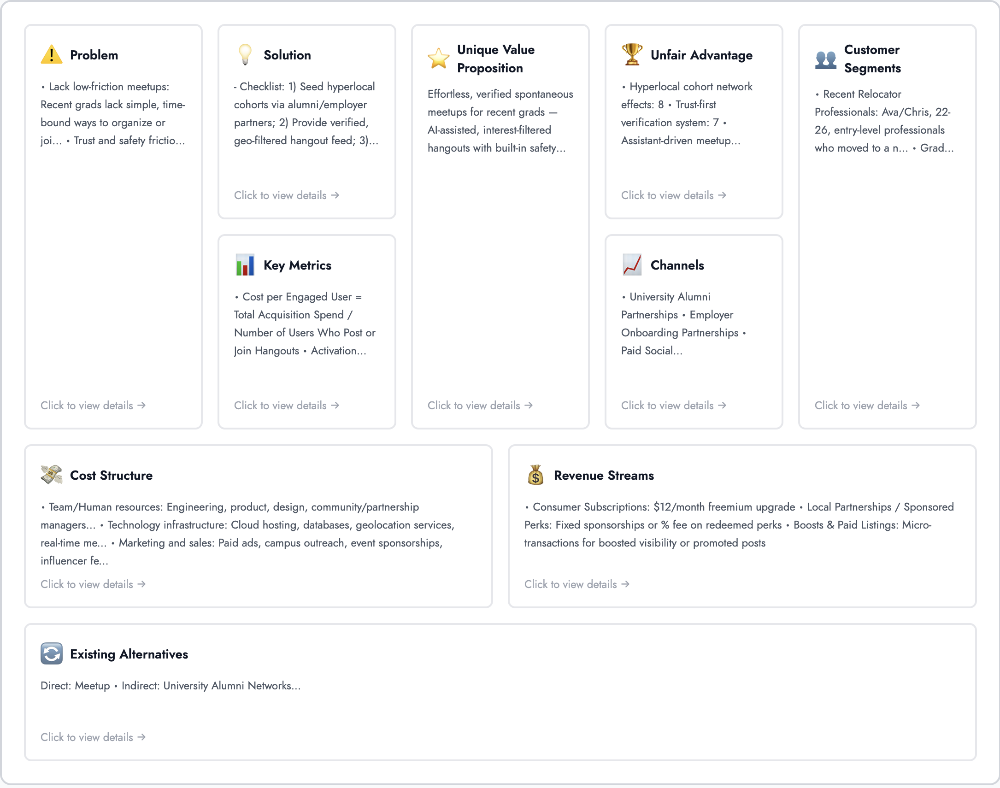 Problem
• Lack low-friction meetups:
Recent grads lack simple, time-
bound ways to organize or
joi... • Trust and safety frictio...
Click to view details →
Solution
- Checklist: 1) Seed hyperlocal
cohorts via alumni/employer
partners; 2) Provide verified,
geo-filtered hangout feed; 3)...
Click to view details →
Key Metrics
• Cost per Engaged User =
Total Acquisition Spend /
Number of Users Who Post or
Join Hangouts • Activation...
Click to view details →
Unique Value
Proposition
Effortless, verified spontaneous
meetups for recent grads —
AI-assisted, interest-filtered
hangouts with built-in safety...
Click to view details →
Unfair Advantage
• Hyperlocal cohort network
effects: 8 • Trust-first
verification system: 7 •
Assistant-driven meetup...
Click to view details →
Channels
• University Alumni
Partnerships • Employer
Onboarding Partnerships •
Paid Social...
Click to view details →
Customer
Segments
• Recent Relocator
Professionals: Ava/Chris, 22-
26, entry-level professionals
who moved to a n... • Grad...
Click to view details →
Cost Structure
• Team/Human resources: Engineering, product, design, community/partnership
managers... • Technology infrastructure: Cloud hosting, databases, geolocation services,
real-time me... • Marketing and sales: Paid ads, campus outreach, event sponsorships,
influencer fe...
Click to view details →
Revenue Streams
• Consumer Subscriptions: $12/month freemium upgrade • Local Partnerships / Sponsored
Perks: Fixed sponsorships or % fee on redeemed perks • Boosts & Paid Listings: Micro-
transactions for boosted visibility or promoted posts
Click to view details →
Existing Alternatives
Direct: Meetup • Indirect: University Alumni Networks...
Click to view details →